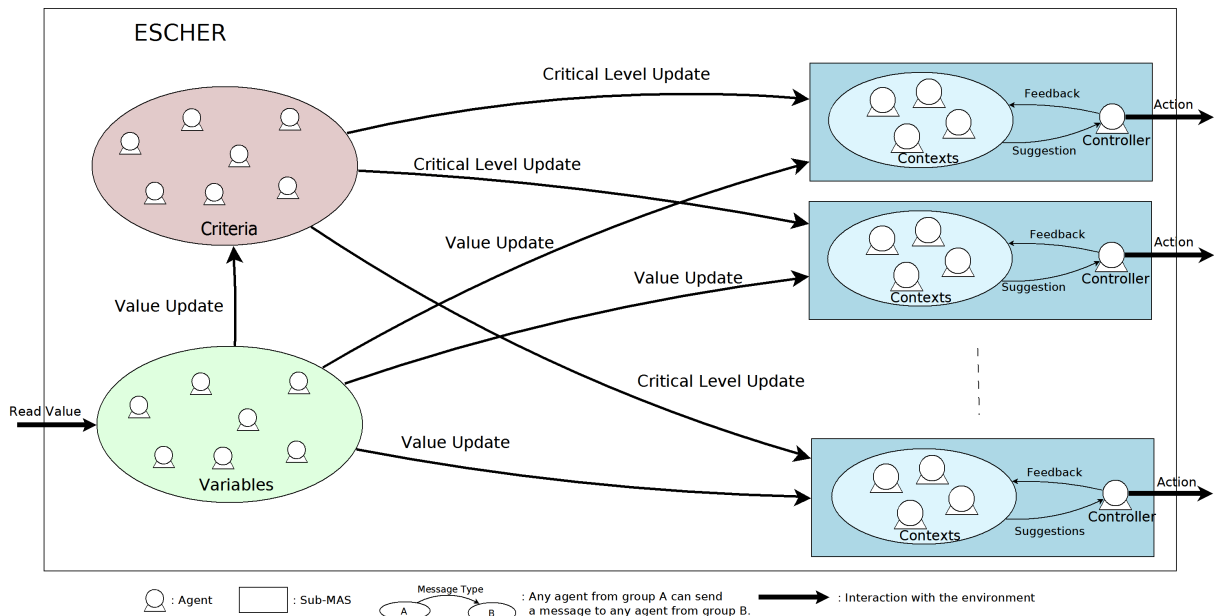 ESCHER
Critical Level Update
Critical Level Update
Value Update
Value Update
Value Update
Critical Level Update
Value Update
Criteria
Variables
Read Value
Feedback
Suggestion
Contexts
Controller
Action
Feedback
Suggestion
Contexts
Controller
Action
Feedback
Suggestions
Contexts
Controller
Action
: Agent
: Sub-MAS
Message Type
A
B
: Any agent from group A can send
a message to any agent from group B.
: Interaction with the environment